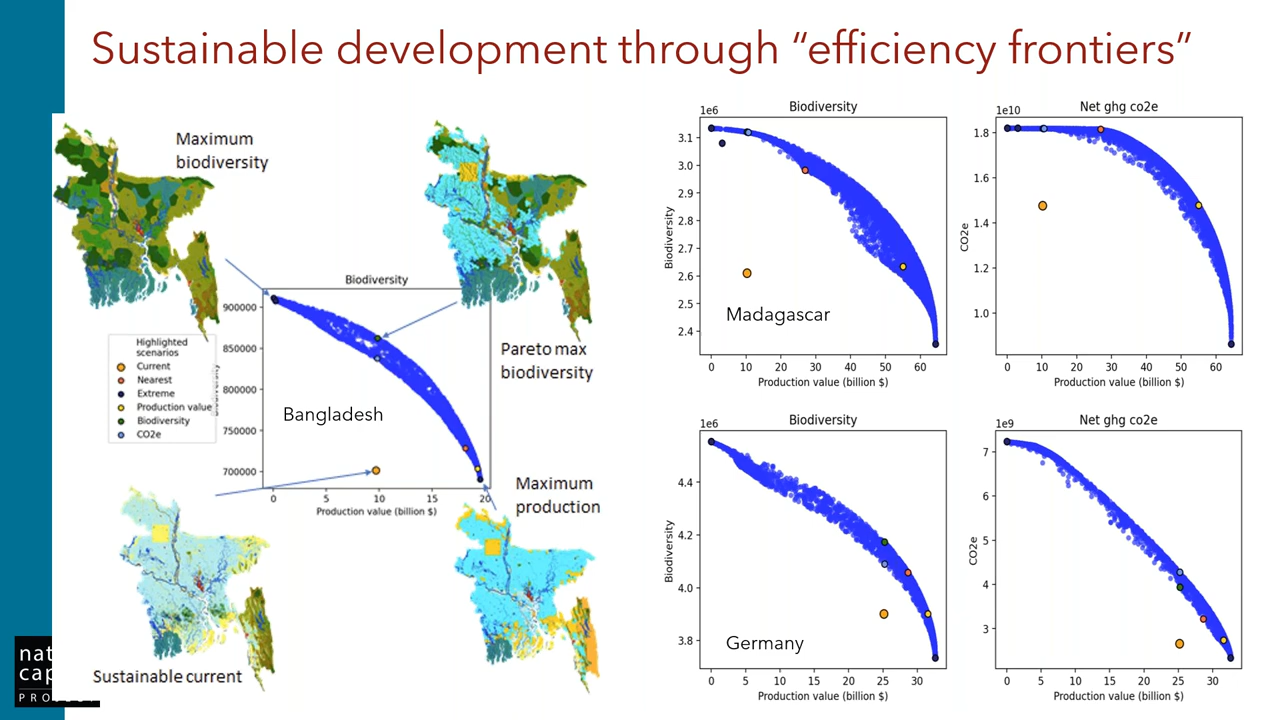 Sustainable development through “efficiency frontiers”
Maximum
biodiversity
Biodiversity
900000
850000
800000
750000
700000
0
5
10
15
20
Production value (billion $)
Bangladesh
Highlighted
scenarios
Current
Nearest
Extreme
Production value
Biodiversity
CO2e
Pareto max
biodiversity
Maximum
production
Sustainable current
nat
cap
PRO
Biodiversity
1e6
3.1
3.0
2.9
2.8
2.7
2.6
2.5
2.4
Biodiversity
Madagascar
0 10 20 30 40 50 60
Production value (billion $)
Net ghg co2e
1e10
1.8
1.6
1.4
1.2
1.0
CO2e
0 10 20 30 40 50 60
Production value (billion $)
Biodiversity
1e6
4.4
4.2
4.0
3.8
Biodiversity
Germany
0 5 10 15 20 25 30
Production value (billion $)
Net ghg co2e
1e9
7
6
5
4
3
CO2e
0 5 10 15 20 25 30
Production value (billion $)